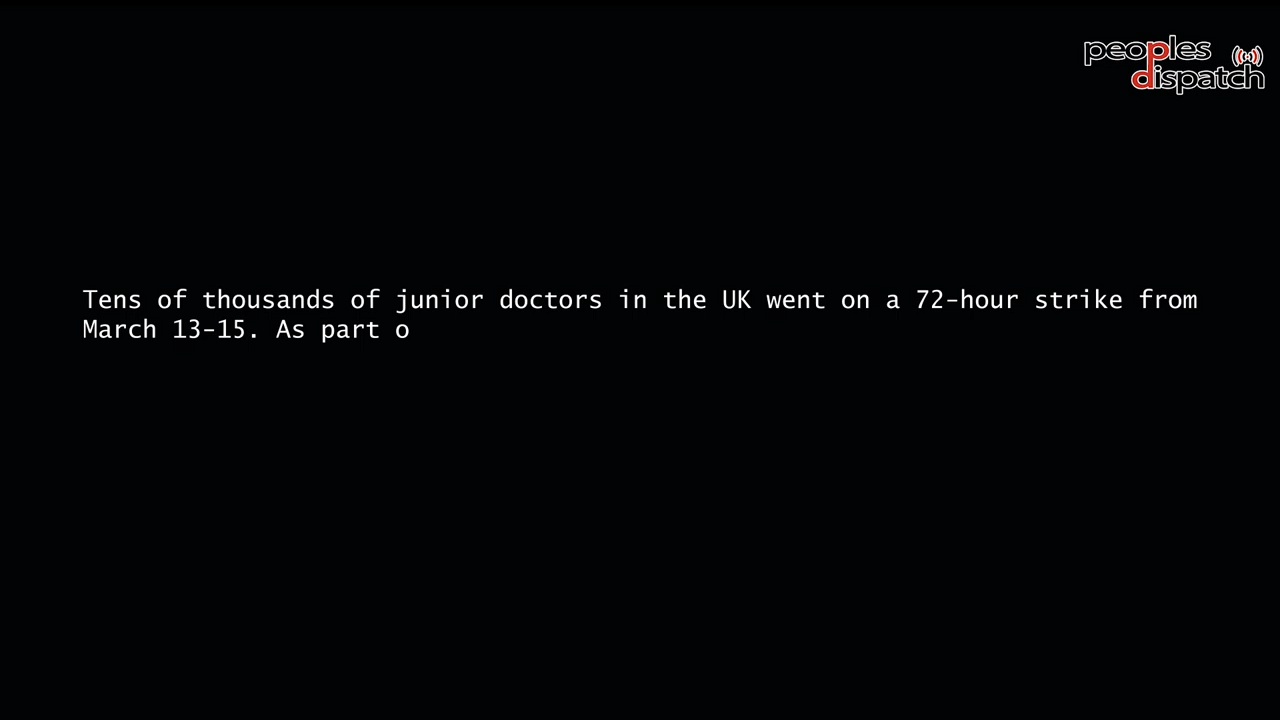 peoples
dispatch
Tens of thousands of junior doctors in the UK went on a 72-hour strike from
March 13-15. As part o